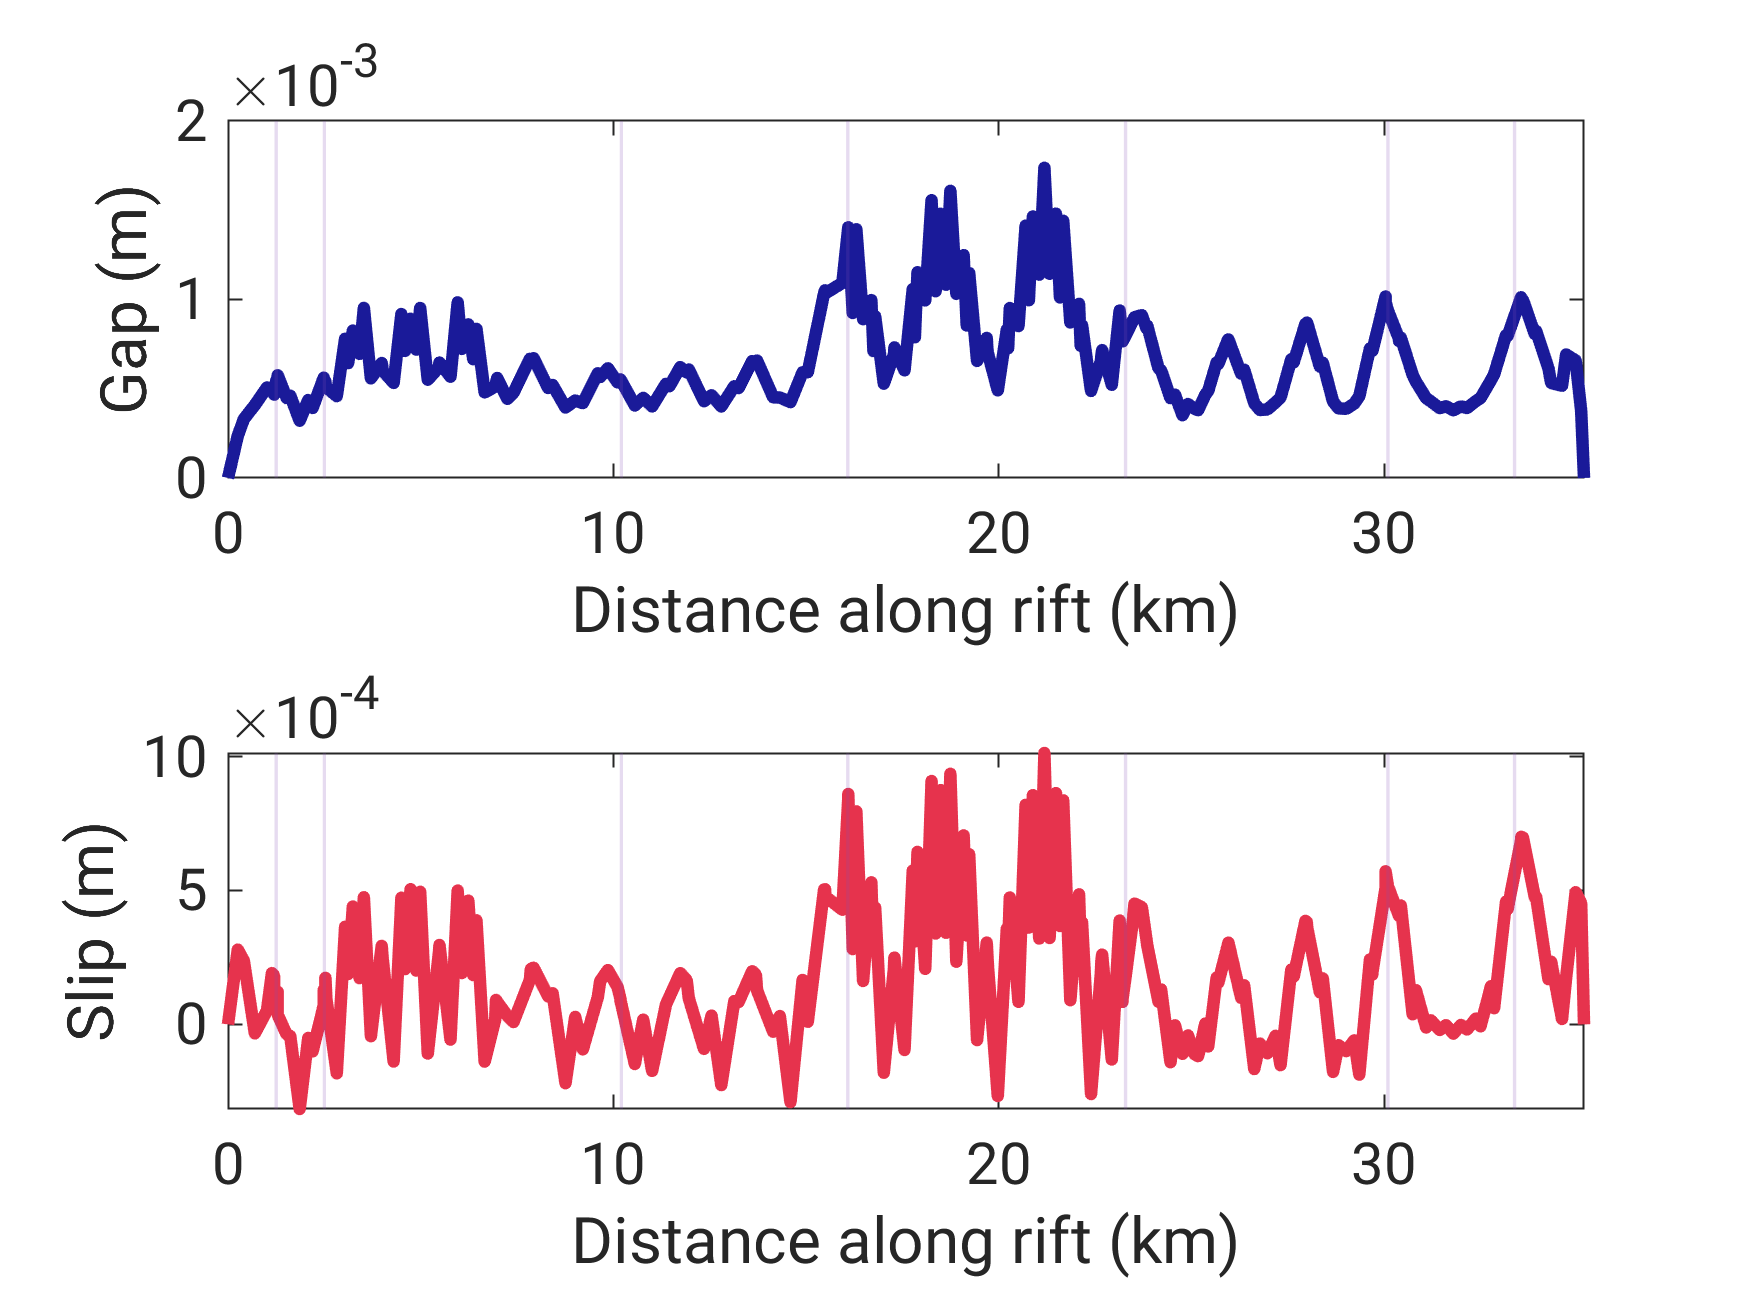 ×10^-3
2
1
0
Gap (m)
0 10 20 30
Distance along rift (km)
×10^-4
10
5
0
Slip (m)
0 10 20 30
Distance along rift (km)